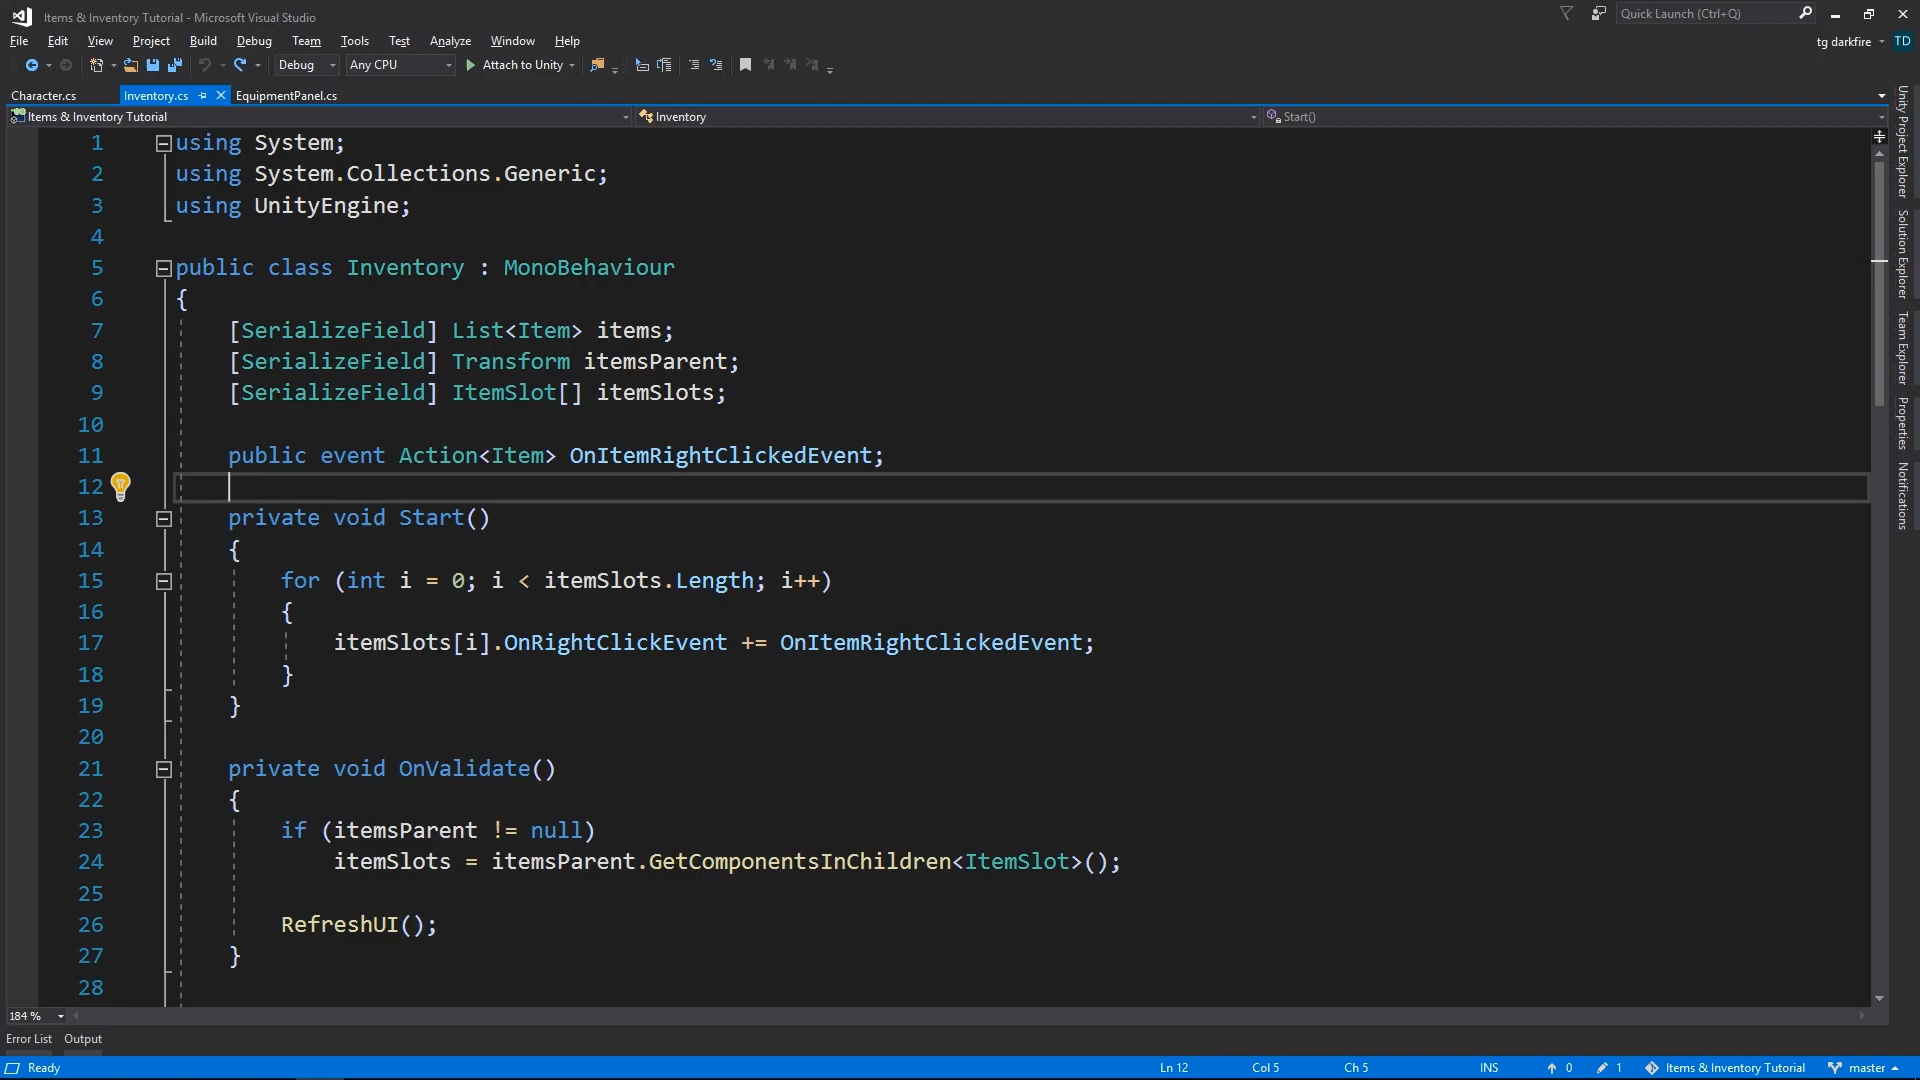 Items & Inventory Tutorial - Microsoft Visual Studio
Quick Launch (Ctrl+Q)
File Edit View Project Build Debug Team Tools Test Analyze Window Help
tg darkfire TD
Debug Any CPU Attach to Unity
Character.cs Inventory.cs EquipmentPanel.cs
Items & Inventory Tutorial Inventory Start()
1 using System;
2 using System.Collections.Generic;
3 using UnityEngine;
4
5 public class Inventory : MonoBehaviour
6 {
7 [SerializeField] List<Item> items;
8 [SerializeField] Transform itemsParent;
9 [SerializeField] ItemSlot[] itemSlots;
10
11 public event Action<Item> OnItemRightClickedEvent;
12
13 private void Start()
14 {
15 for (int i = 0; i < itemSlots.Length; i++)
16 {
17 itemSlots[i].OnRightClickEvent += OnItemRightClickedEvent;
18 }
19 }
20
21 private void OnValidate()
22 {
23 if (itemsParent != null)
24 itemSlots = itemsParent.GetComponentsInChildren<ItemSlot>();
25
26 RefreshUI();
27 }
28
Unity Project Explorer
Solution Explorer
Team Explorer
Properties
Notifications
184 %
Error List Output
Ready Ln 12 Col 5 Ch 5 INS 0 1 Items & Inventory Tutorial master